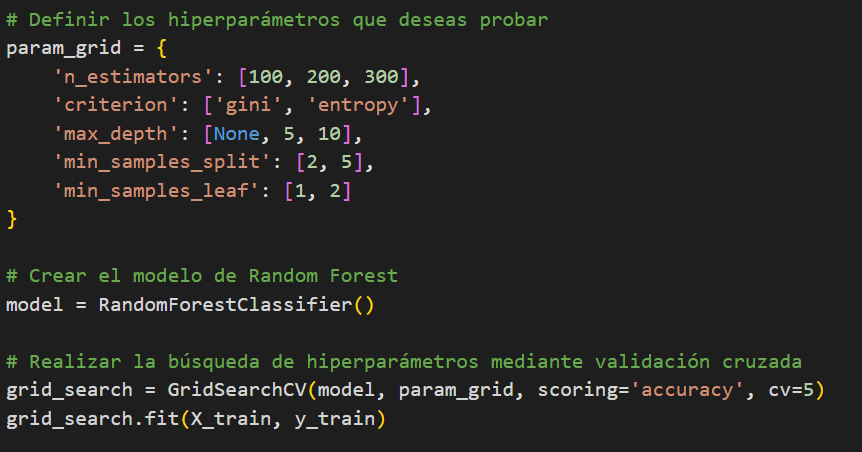 # Definir los hiperparámetros que deseas probar
param_grid = {
    'n_estimators': [100, 200, 300],
    'criterion': ['gini', 'entropy'],
    'max_depth': [None, 5, 10],
    'min_samples_split': [2, 5],
    'min_samples_leaf': [1, 2]
}
# Crear el modelo de Random Forest
model = RandomForestClassifier()
# Realizar la búsqueda de hiperparámetros mediante validación cruzada
grid_search = GridSearchCV(model, param_grid, scoring='accuracy', cv=5)
grid_search.fit(X_train, y_train)